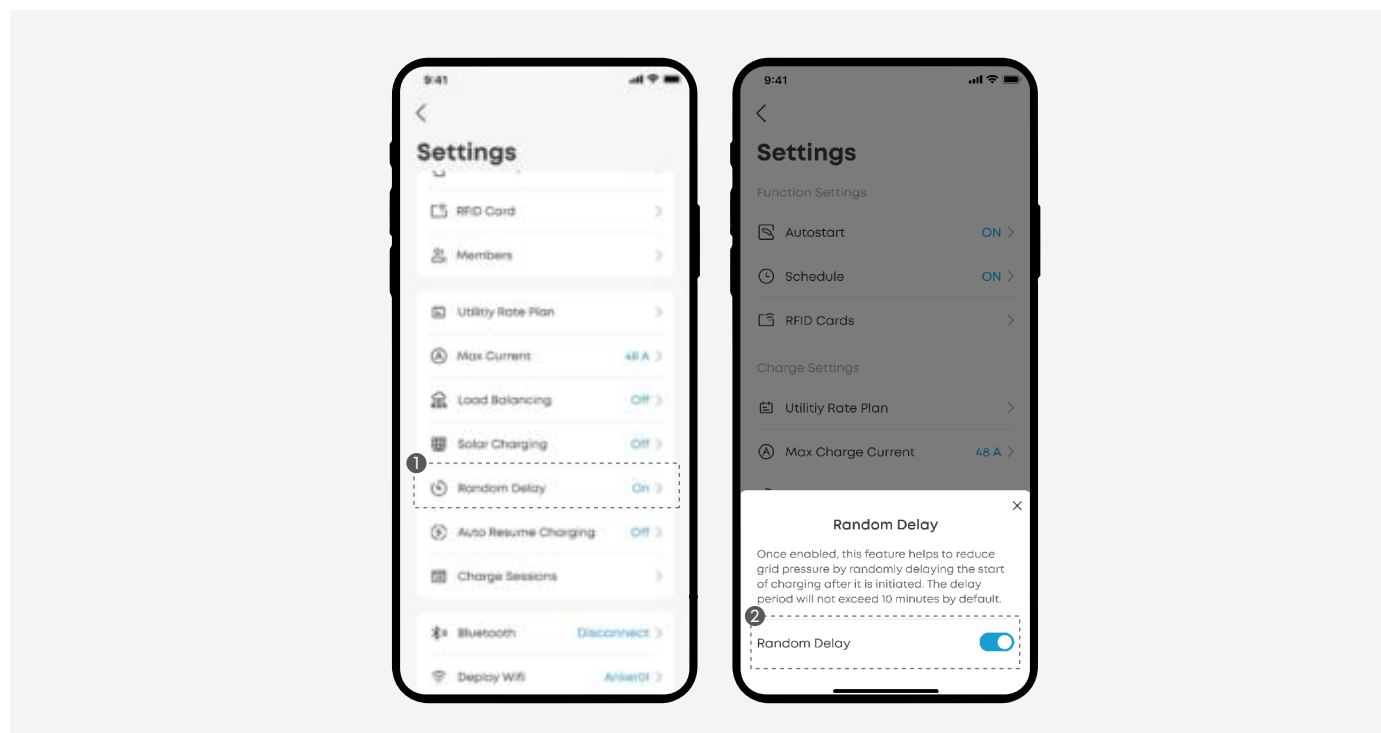 9:41
Settings
RFID Card
Members
Utilitiy Rate Plan
Max Current 48 A
Load Balancing Off
Solar Charging Off
1
Random Delay On
Auto Resume Charging Off
Charge Sessions
Bluetooth Disconnect
Deploy Wifi Anker01
9:41
Settings
Function Settings
Autostart ON
Schedule ON
RFID Cards
Charge Settings
Utilitiy Rate Plan
Max Charge Current 48 A
Random Delay
Once enabled, this feature helps to reduce
grid pressure by randomly delaying the start
of charging after it is initiated. The delay
period will not exceed 10 minutes by default.
2
Random Delay